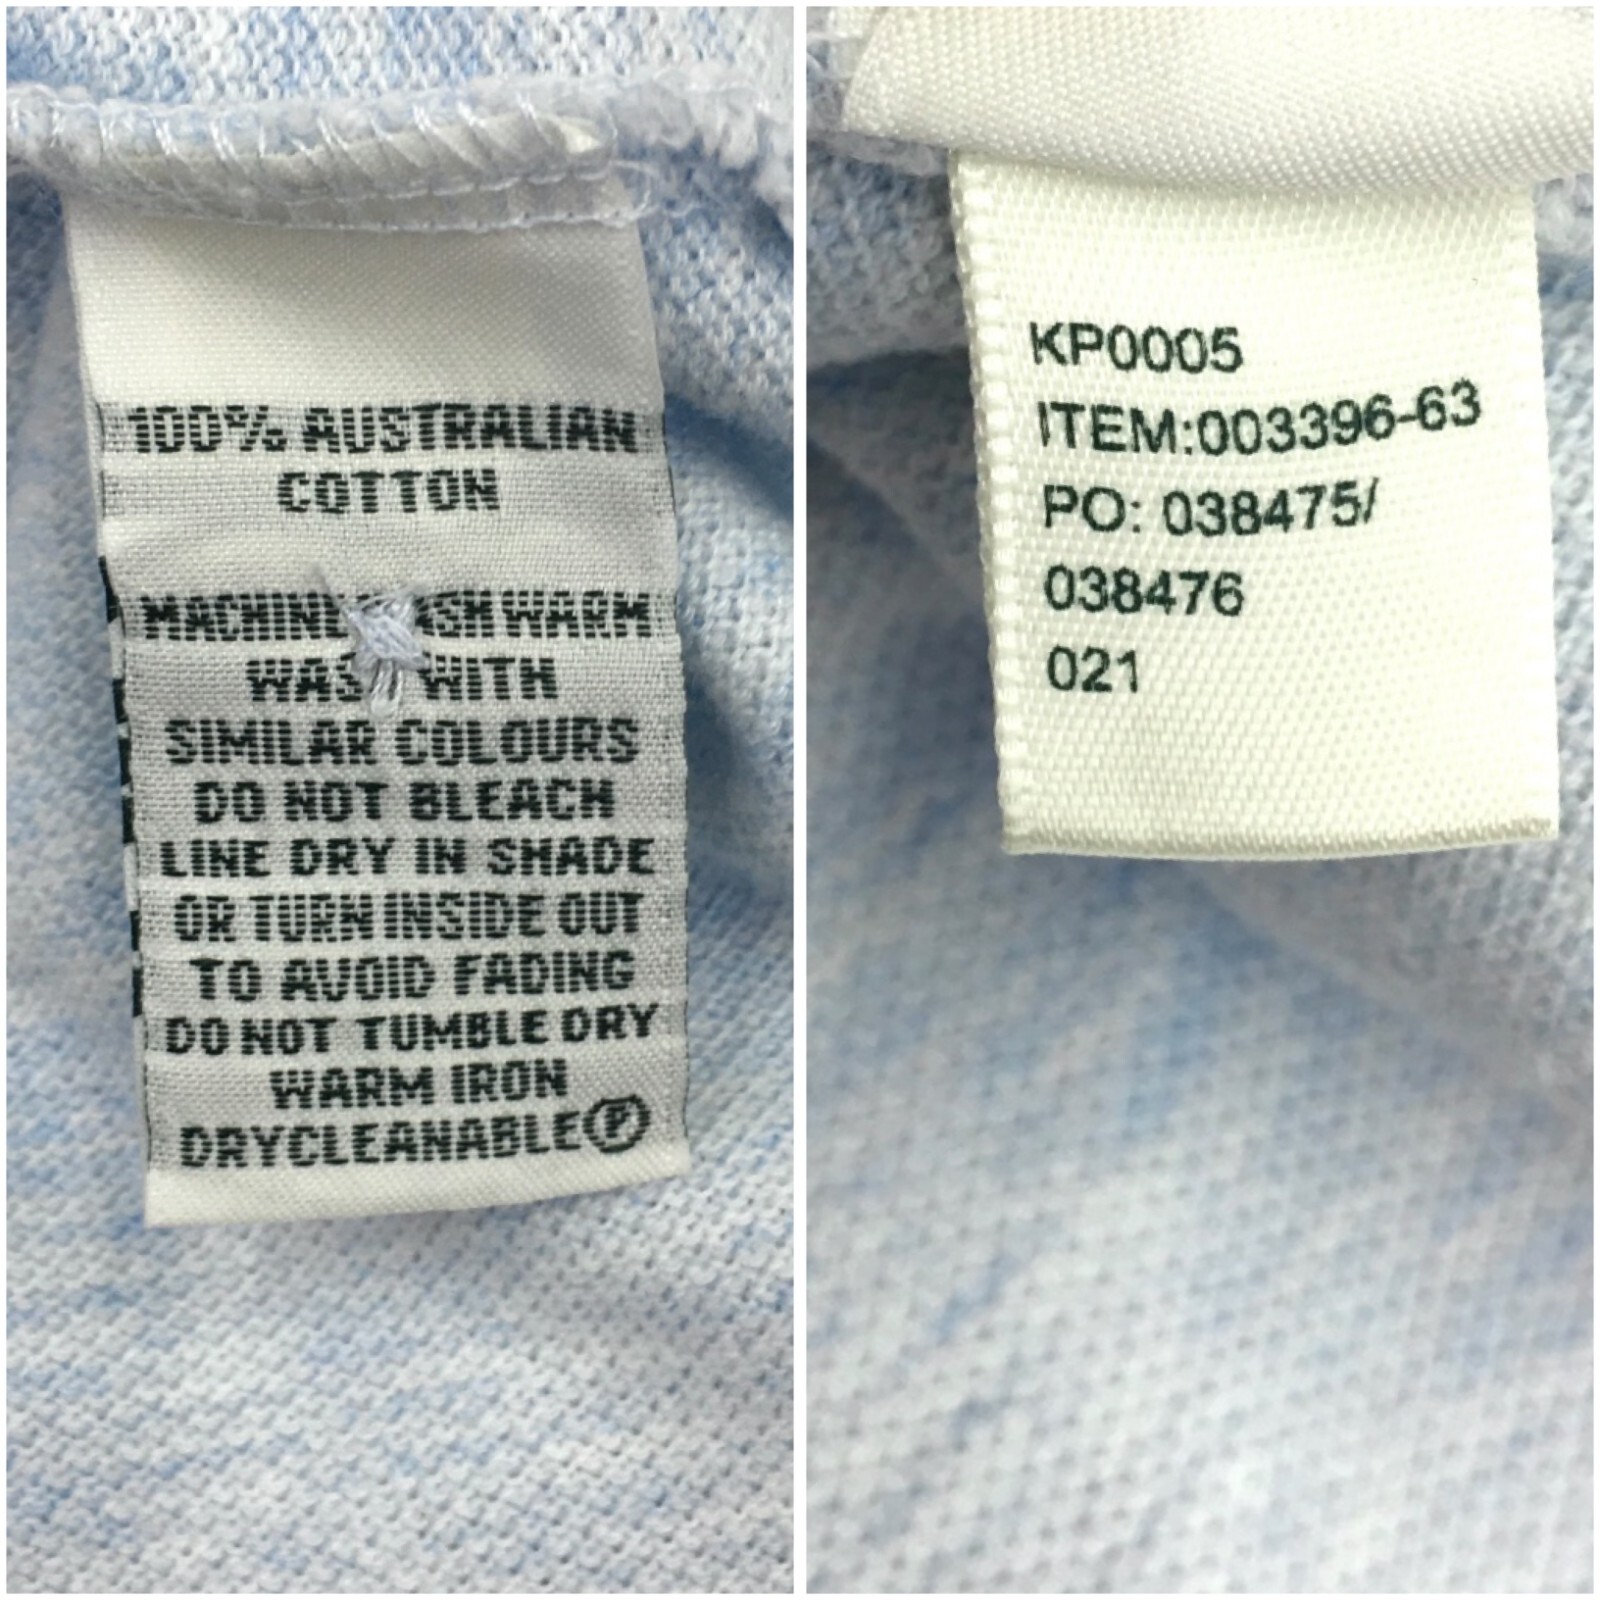 100% AUSTRALIAN
COTTON
MACHINE WASH WARM
WASH WITH
SIMILAR COLOURS
DO NOT BLEACH
LINE DRY IN SHADE
OR TURN INSIDE OUT
TO AVOID FADING
DO NOT TUMBLE DRY
WARM IRON
DRYCLEANABLE Ⓟ
KP0005
ITEM:003396-63
PO: 038475/
038476
021